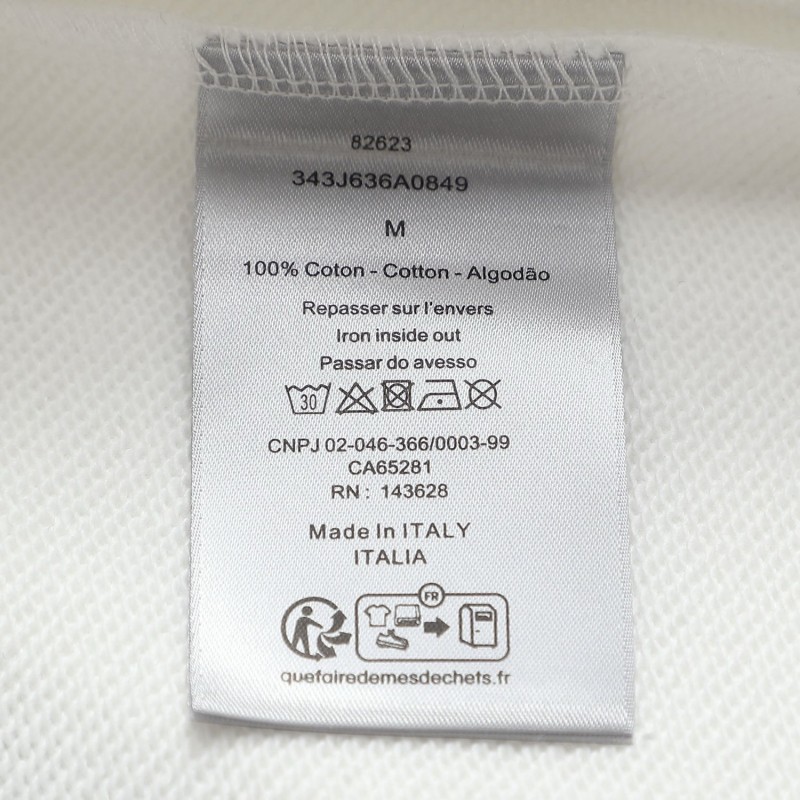 82623
343J636A0849
M
100% Coton - Cotton - Algodão
Repasser sur l'envers
Iron inside out
Passar do avesso
30
CNPJ 02-046-366/0003-99
CA65281
RN : 143628
Made In ITALY
ITALIA
FR
quefairedemesdechets.fr